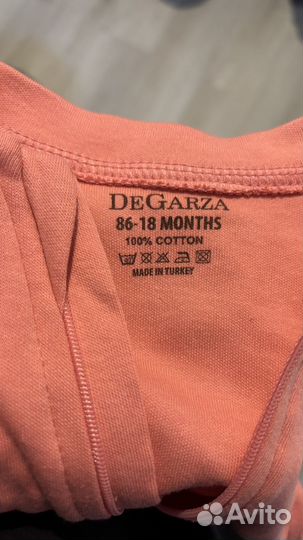 DEGARZA
86-18 MONTHS
100% COTTON
MADE IN TURKEY
Avito